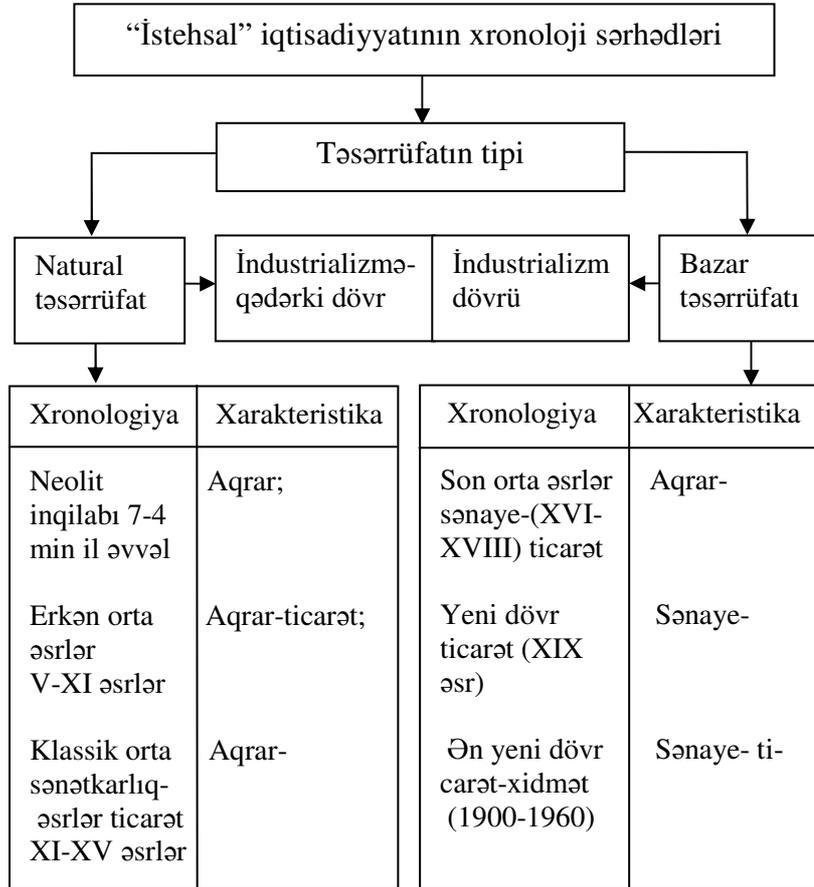 “İstehsal” iqtisadiyyatının xronoloji sərhədləri
Təsərrüfatın tipi
Natural
təsərrüfat
İndustrializmə-
qədərki dövr
İndustrializm
dövrü
Bazar
təsərrüfatı
Xronologiya
Xarakteristika
Neolit
inqilabı 7-4
min il əvvəl
Aqrar;
Erkən orta
əsrlər
V-XI əsrlər
Aqrar-ticarət;
Klassik orta
sənətkarlıq-
əsrlər ticarət
XI-XV əsrlər
Aqrar-
Xronologiya
Xarakteristika
Son orta əsrlər
sənaye-(XVI-
XVIII) ticarət
Aqrar-
Yeni dövr
ticarət (XIX
əsr)
Sənaye-
Ən yeni dövr
carət-xidmət
(1900-1960)
Sənaye- ti-